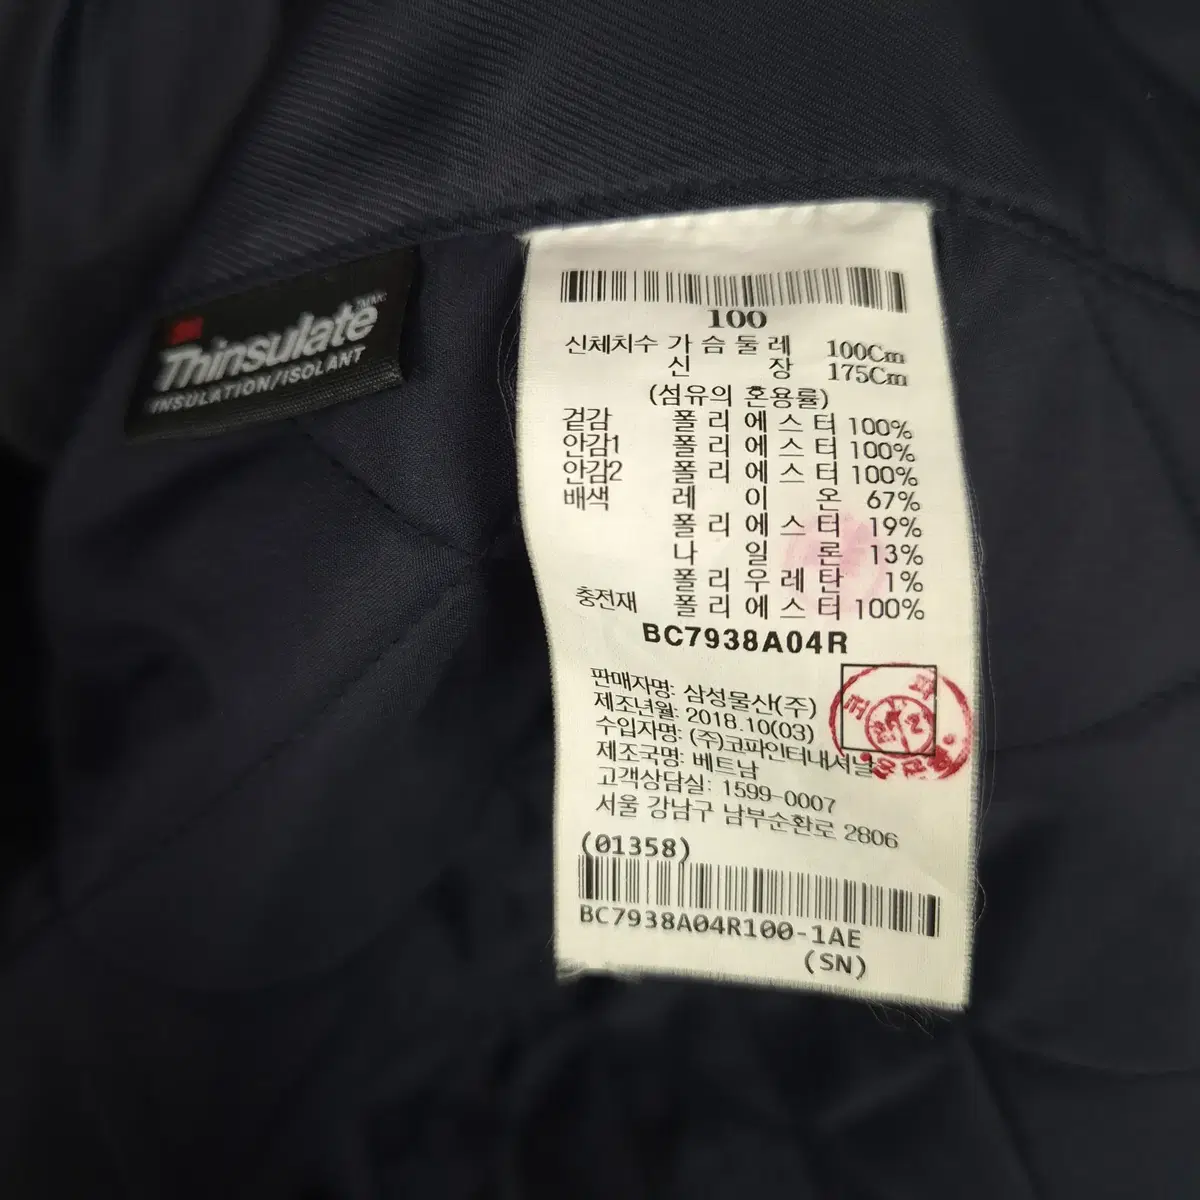 3M
Thinsulate
INSULATION/ISOLANT
100
신체치수 가슴둘레 100Cm
신장 175Cm
(섬유의 혼용률)
겉감 폴리에스터 100%
안감1 폴리에스터 100%
안감2 폴리에스터 100%
배색 레이온 67%
폴리에스터 19%
나일론 13%
폴리우레탄 1%
충전재 폴리에스터 100%
BC7938A04R
판매자명: 삼성물산(주)
제조년월: 2018.10(03)
수입자명: (주)코파인터내셔날
제조국명: 베트남
고객상담실: 1599-0007
서울 강남구 남부순환로 2806
(01358)
BC7938A04R100-1AE
(SN)